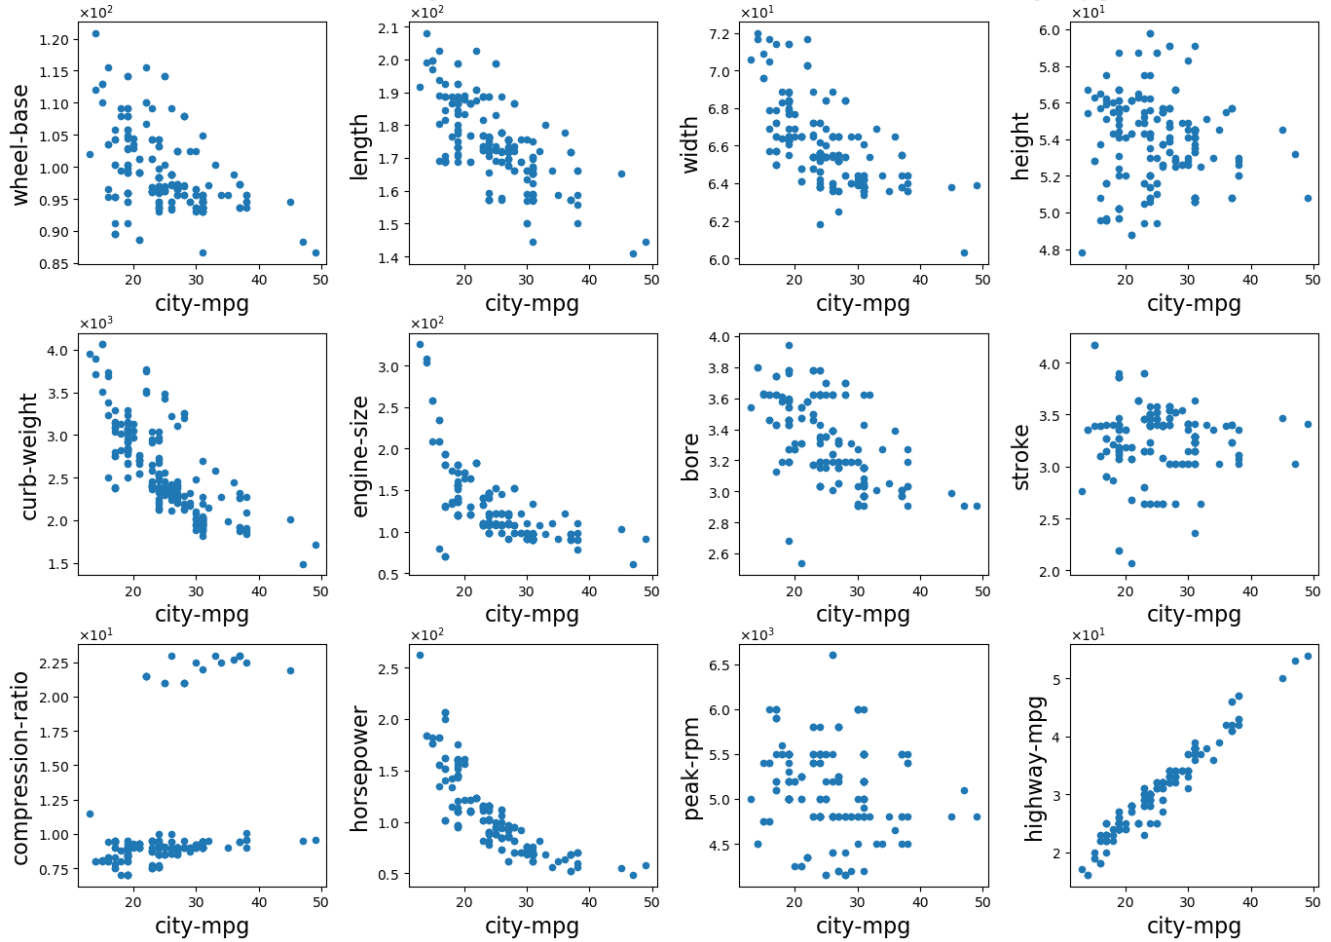 ×10²
1.20
1.15
1.10
1.05
1.00
0.95
0.90
0.85
wheel-base
20 30 40 50
city-mpg
×10²
2.1
2.0
1.9
1.8
1.7
1.6
1.5
1.4
length
20 30 40 50
city-mpg
×10¹
7.2
7.0
6.8
6.6
6.4
6.2
6.0
width
20 30 40 50
city-mpg
×10¹
6.0
5.8
5.6
5.4
5.2
5.0
4.8
height
20 30 40 50
city-mpg
×10³
4.0
3.5
3.0
2.5
2.0
1.5
curb-weight
20 30 40 50
city-mpg
×10²
3.0
2.5
2.0
1.5
1.0
0.5
engine-size
20 30 40 50
city-mpg
4.0
3.8
3.6
3.4
3.2
3.0
2.8
2.6
bore
20 30 40 50
city-mpg
4.0
3.5
3.0
2.5
2.0
stroke
20 30 40 50
city-mpg
×10¹
2.25
2.00
1.75
1.50
1.25
1.00
0.75
compression-ratio
20 30 40 50
city-mpg
×10²
2.5
2.0
1.5
1.0
0.5
horsepower
20 30 40 50
city-mpg
×10³
6.5
6.0
5.5
5.0
4.5
peak-rpm
20 30 40 50
city-mpg
×10¹
5
4
3
2
highway-mpg
20 30 40 50
city-mpg